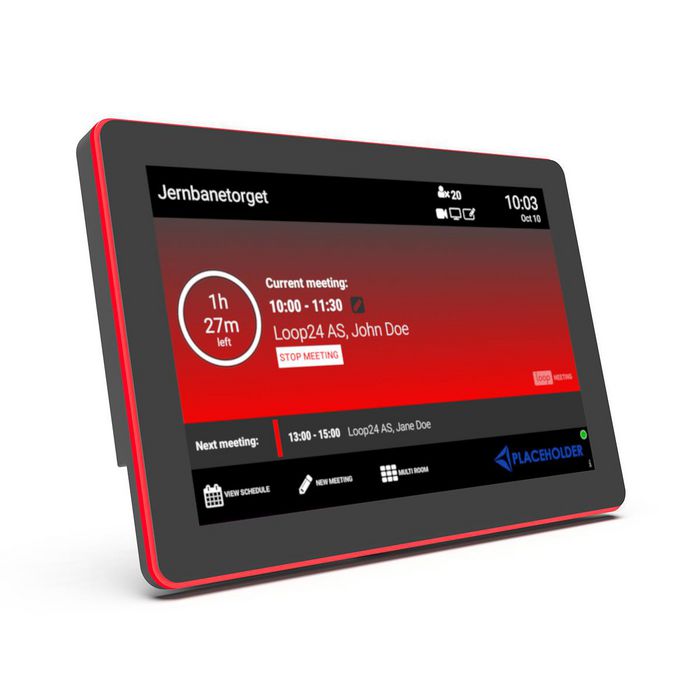 Jernbanetorget
20
10:03
Oct 10
1h
27m
left
Current meeting:
10:00 - 11:30
Loop24 AS, John Doe
STOP MEETING
loop MEETING
Next meeting:
13:00 - 15:00 Loop24 AS, Jane Doe
VIEW SCHEDULE
NEW MEETING
MULTI ROOM
PLACEHOLDER